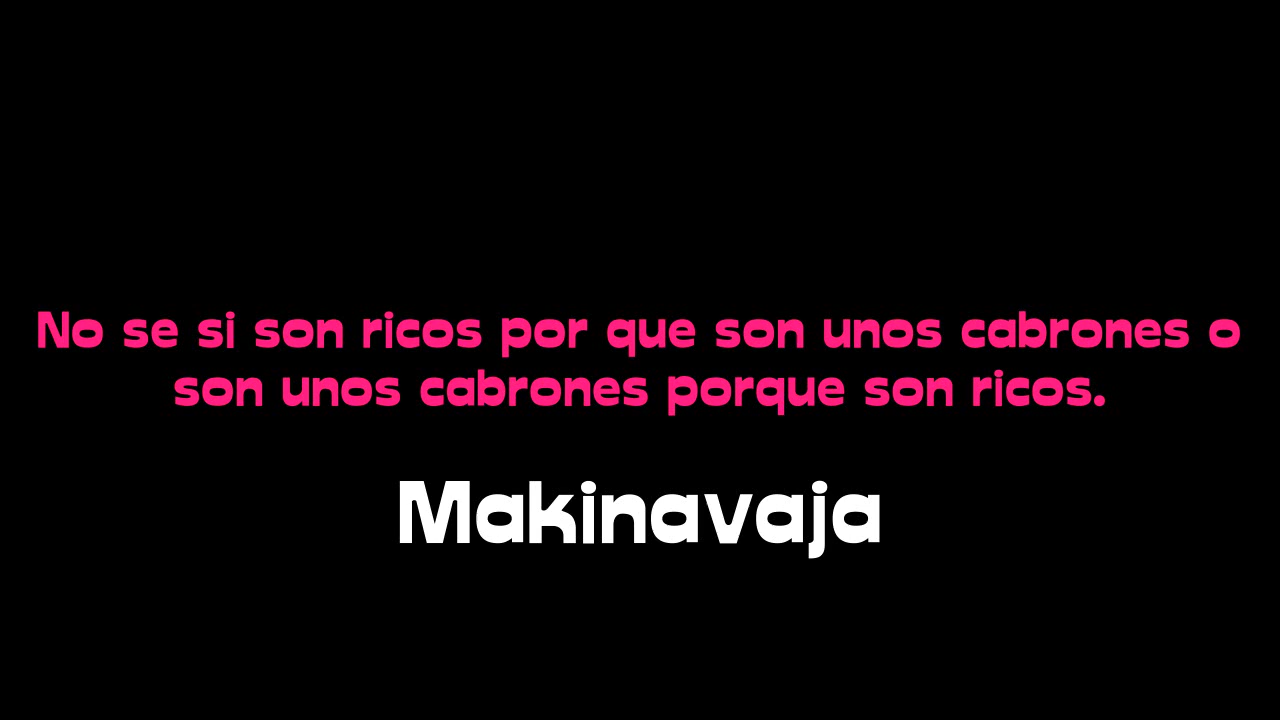 No se si son ricos por que son unos cabrones o
son unos cabrones porque son ricos.
Makinavaja